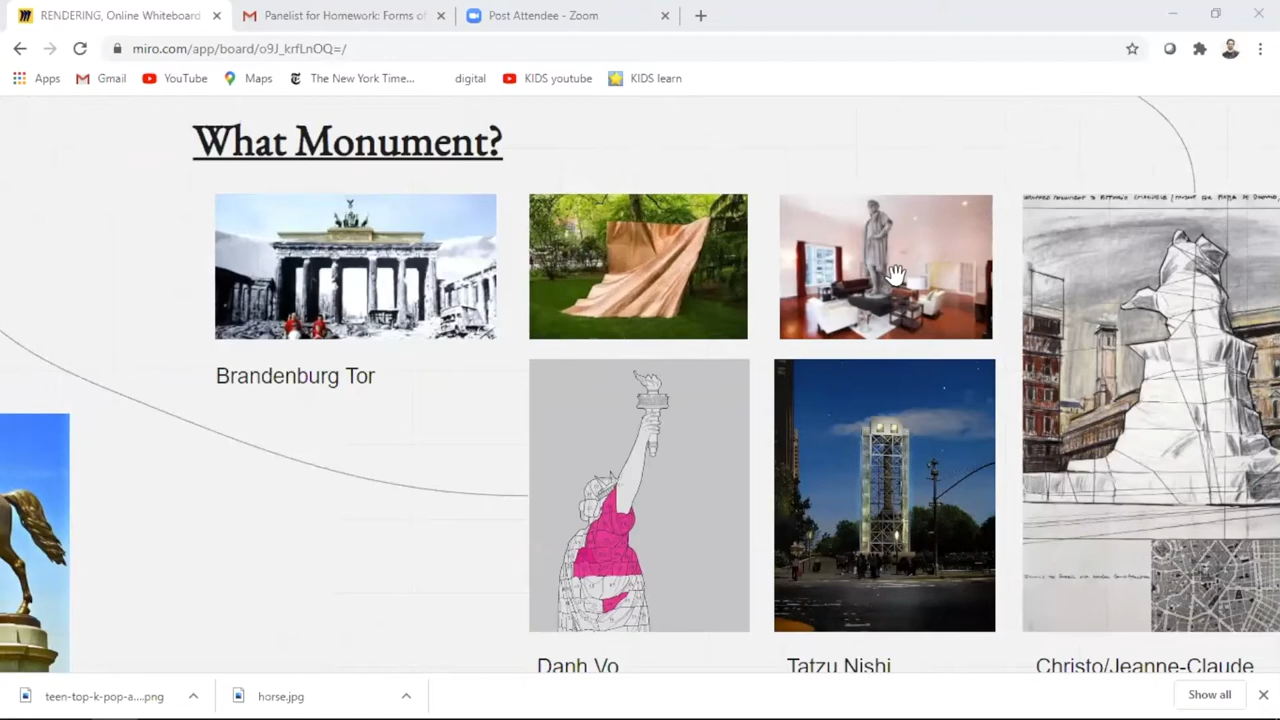 RENDERING, Online Whiteboard
Panelist for Homework: Forms of
Post Attendee - Zoom
miro.com/app/board/o9J_krfLnOQ=/
Apps
Gmail
YouTube
Maps
The New York Time...
digital
KIDS youtube
KIDS learn
What Monument?
Brandenburg Tor
Danh Vo
Tatzu Nishi
Christo/Jeanne-Claude
teen-top-k-pop-a....png
horse.jpg
Show all